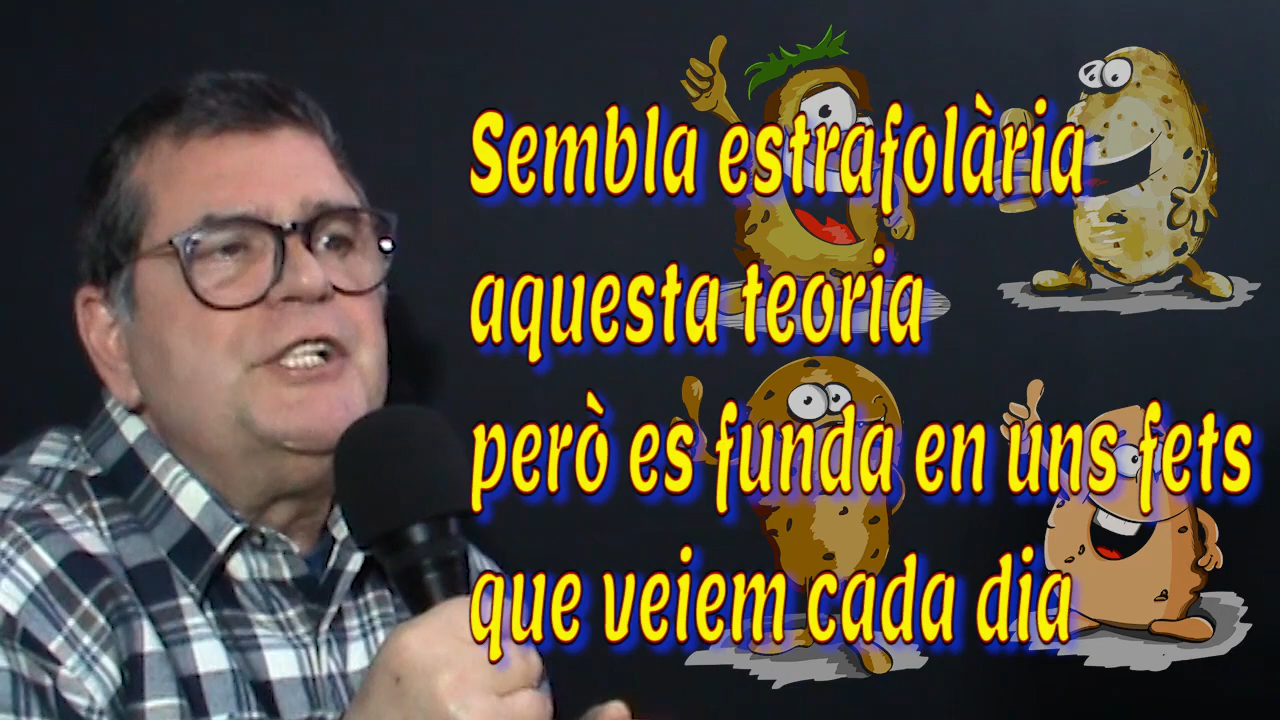 Sembla estrafolària
aquesta teoria
però es funda en uns fets
que veiem cada dia